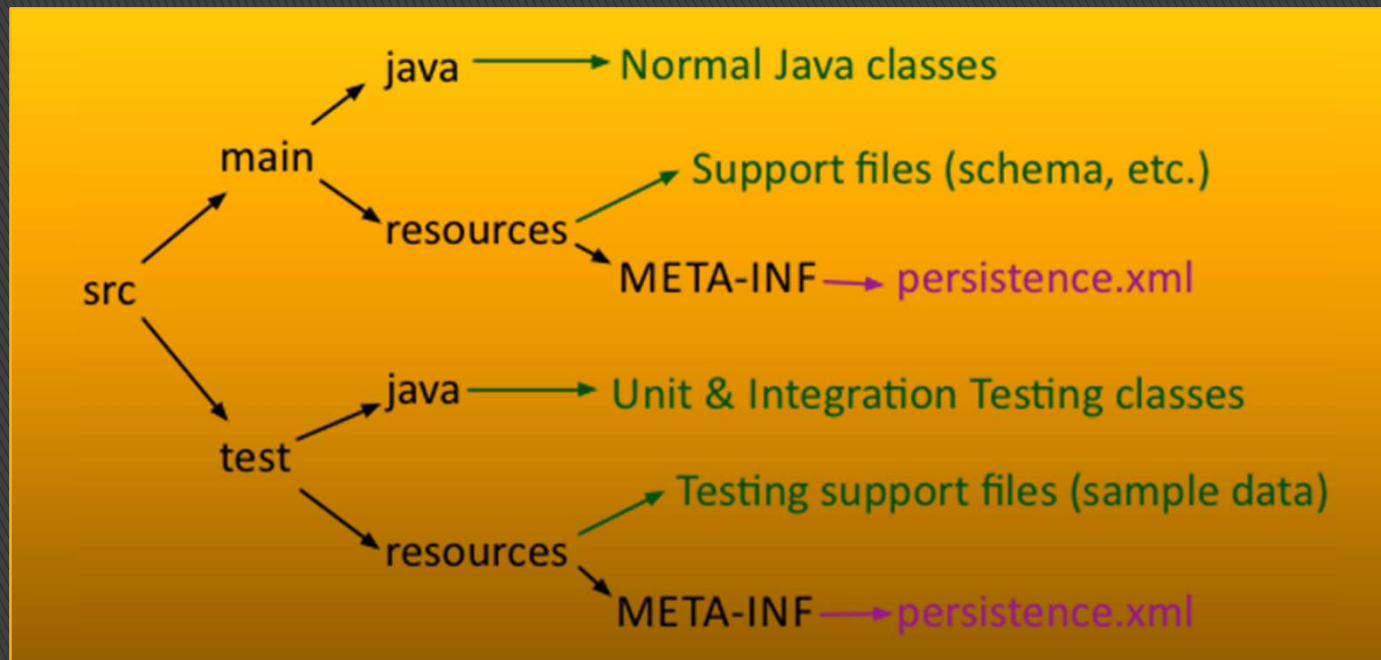 java
Normal Java classes
main
Support files (schema, etc.)
resources
META-INF
persistence.xml
src
java
Unit & Integration Testing classes
test
Testing support files (sample data)
resources
META-INF
persistence.xml